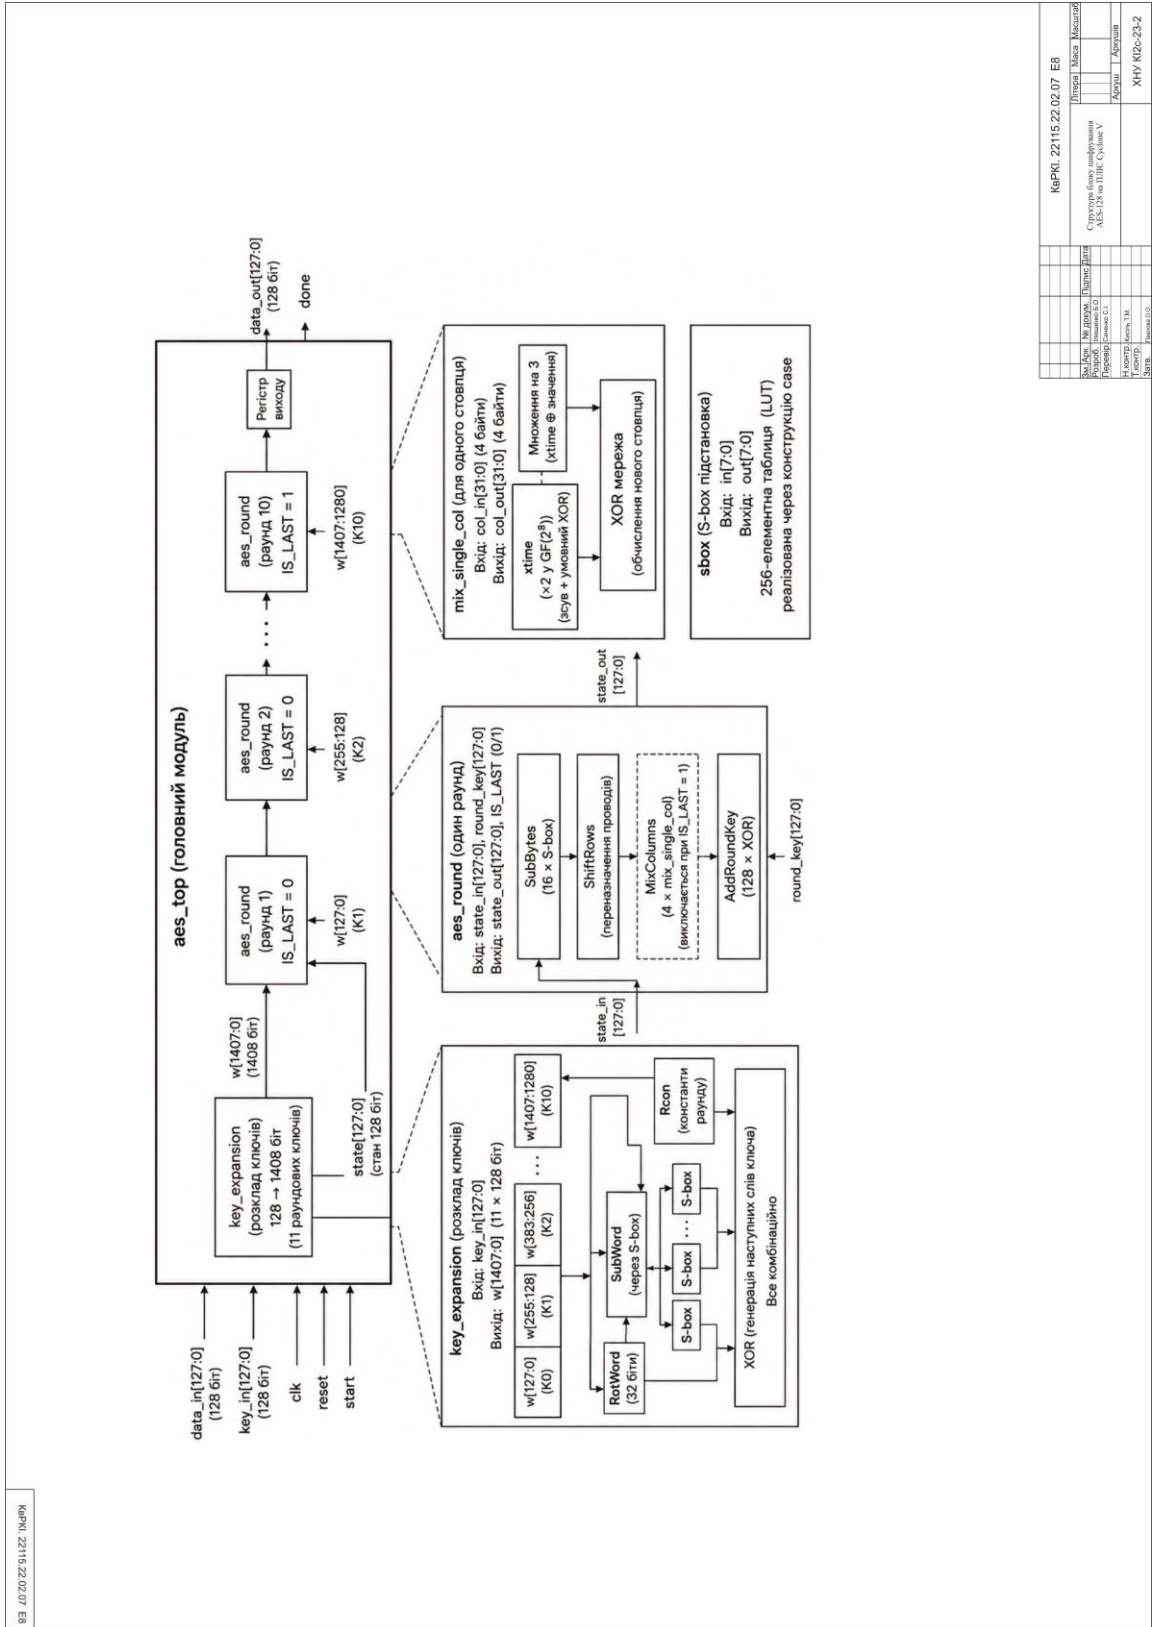 КвРКІ. 22115.22.02.07 Е8
aes_top (головний модуль)
data_in[127:0]
(128 біт)
key_in[127:0]
(128 біт)
clk
reset
start
key_expansion
(розклад ключів)
128 → 1408 біт
(11 раундових ключів)
w[1407:0]
(1408 біт)
state[127:0]
(стан 128 біт)
aes_round
(раунд 1)
IS_LAST = 0
w[127:0]
(K1)
aes_round
(раунд 2)
IS_LAST = 0
w[255:128]
(K2)
...
aes_round
(раунд 10)
IS_LAST = 1
w[1407:1280]
(K10)
Регістр
виходу
data_out[127:0]
(128 біт)
done
key_expansion (розклад ключів)
Вхід: key_in[127:0]
Вихід: w[1407:0] (11 × 128 біт)
w[127:0]
(K0)
w[255:128]
(K1)
w[383:256]
(K2)
...
w[1407:1280]
(K10)
RotWord
(32 біти)
SubWord
(через S-box)
Rcon
(константи
раунду)
S-box
S-box
...
S-box
XOR (генерація наступних слів ключа)
Все комбінаційно
state_in
[127:0]
aes_round (один раунд)
Вхід: state_in[127:0], round_key[127:0]
Вихід: state_out[127:0], IS_LAST (0/1)
SubBytes
(16 × S-box)
ShiftRows
(переназначення проводів)
MixColumns
(4 × mix_single_col)
(виключається при IS_LAST = 1)
AddRoundKey
(128 × XOR)
round_key[127:0]
state_out
[127:0]
mix_single_col (для одного стовпця)
Вхід: col_in[31:0] (4 байти)
Вихід: col_out[31:0] (4 байти)
xtime
(×2 у GF(2⁸))
(зсув + умовний XOR)
Множення на 3
(xtime ⊕ значення)
XOR мережа
(обчислення нового стовпця)
sbox (S-box підстановка)
Вхід: in[7:0]
Вихід: out[7:0]
256-елементна таблиця (LUT)
реалізована через конструкцію case
КвРКІ. 22115.22.02.07 Е8
Зм. Арк. № докум. Підпис Дата
Розроб.
Перевір. Савенко С.І.
Н.контр. Кисіль Т.М.
Т.контр.
Затв. Павлова О.О.
Структура блоку шифрування
AES-128 на ПЛІС Cyclone V
Літера Маса Масштаб
Аркуш Аркушів
ХНУ КІ2с-23-2